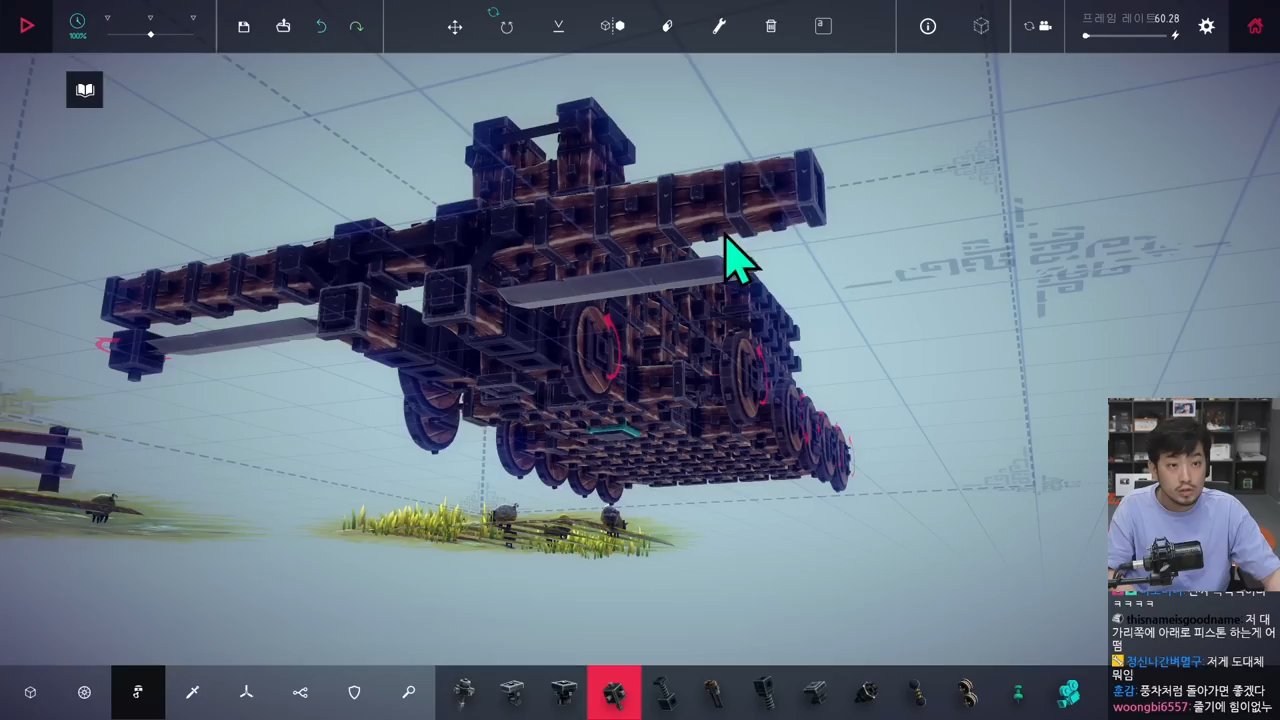 프레임 레이트 60.28
100%
a
ㅋㅋㅋㅋ
thisnameisgoodname. 저 대
가리쪽에 아래로 피스톤 하는게 어
떰
정신니간벼멸구: 저게 도대체
뭐임
훈감: 풍차처럼 돌아가면 좋겠다
woongbi6557: 줄기에 힘이없누